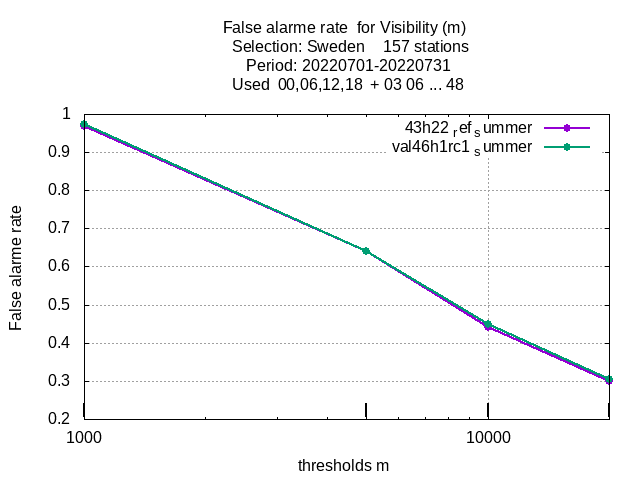 False alarme rate  for Visibility (m)
Selection: Sweden    157 stations
Period: 20220701-20220731
Used  00,06,12,18  + 03 06 ... 48
43h22 ref summer
val46h1rc1 summer
1
0.9
0.8
0.7
0.6
0.5
0.4
0.3
0.2
False alarme rate
1000
10000
thresholds m